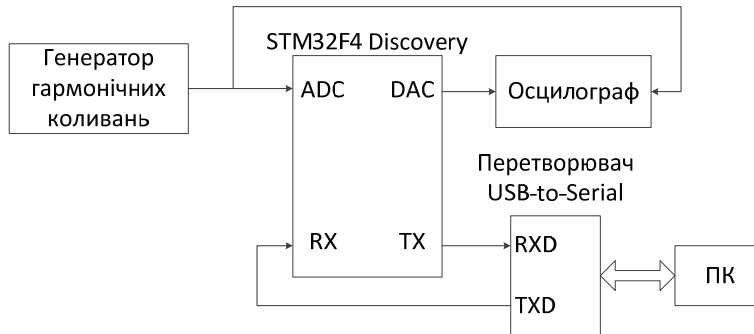 STM32F4 Discovery
Генератор
гармонічних
коливань
ADC
DAC
Осцилограф
Перетворювач
USB-to-Serial
RX
TX
RXD
TXD
ПК